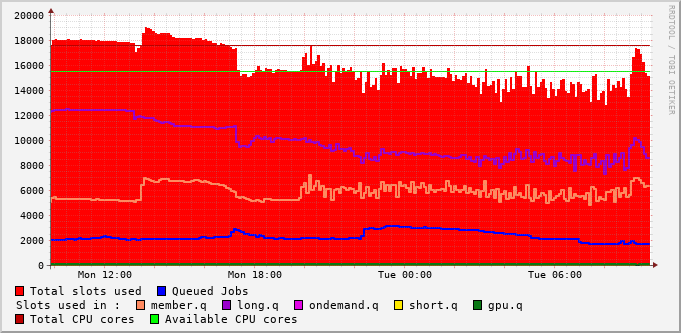 20000
18000
16000
14000
12000
10000
8000
6000
4000
2000
0
Mon 12:00 Mon 18:00 Tue 00:00 Tue 06:00
Total slots used Queued Jobs
Slots used in : member.q long.q ondemand.q short.q gpu.q
Total CPU cores Available CPU cores
RRDTOOL / TOBI OETIKER